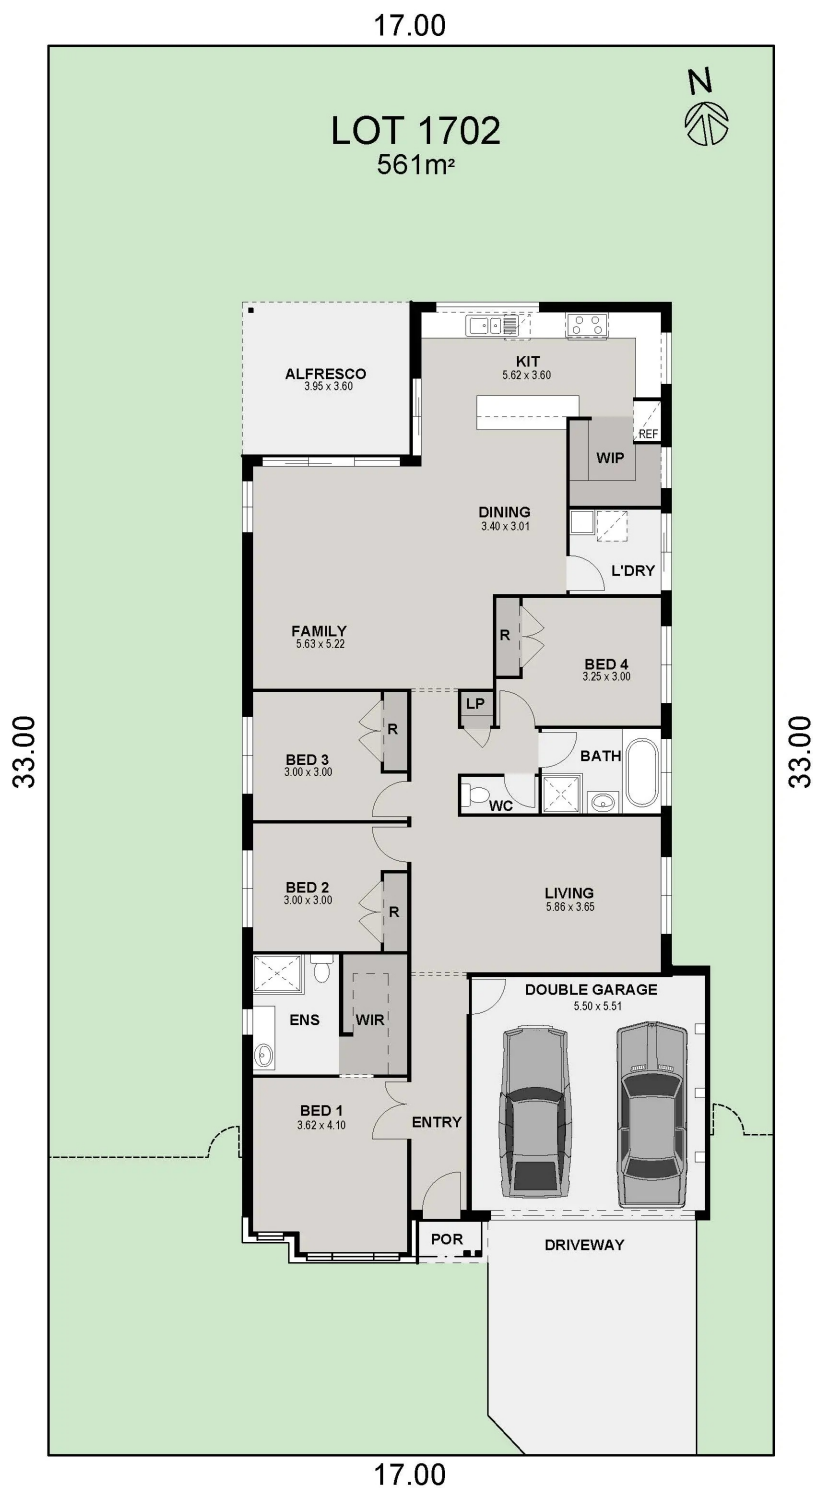 17.00
N
LOT 1702
561m²
KIT
5.62 x 3.60
ALFRESCO
3.95 x 3.60
REF
WIP
DINING
3.40 x 3.01
L'DRY
FAMILY
5.63 x 5.22
R
BED 4
3.25 x 3.00
LP
33.00
33.00
R
BED 3
3.00 x 3.00
BATH
WC
BED 2
3.00 x 3.00
R
LIVING
5.86 x 3.65
DOUBLE GARAGE
5.50 x 5.51
ENS
WIR
BED 1
3.62 x 4.10
ENTRY
POR
DRIVEWAY
17.00